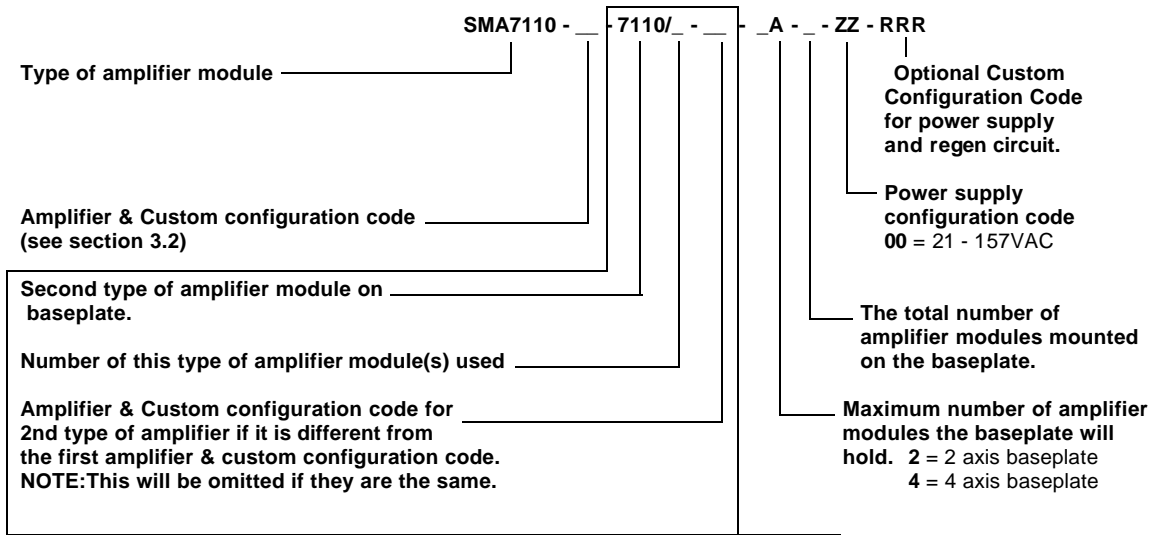 SMA7110 - __ - 7110/_ - __ - _A - _ - ZZ - RRR
Type of amplifier module
Optional Custom
Configuration Code
for power supply
and regen circuit.
Power supply
configuration code
00 = 21 - 157VAC
Amplifier & Custom configuration code
(see section 3.2)
Second type of amplifier module on
baseplate.
The total number of
amplifier modules mounted
on the baseplate.
Number of this type of amplifier module(s) used
Amplifier & Custom configuration code for
2nd type of amplifier if it is different from
the first amplifier & custom configuration code.
NOTE:This will be omitted if they are the same.
Maximum number of amplifier
modules the baseplate will
hold. 2 = 2 axis baseplate
4 = 4 axis baseplate